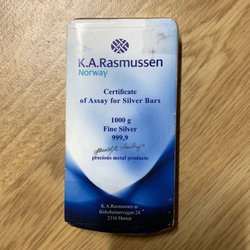 K.A.Rasmussen
Norway
Certificate
of Assay for Silver Bars
1000 g
Fine Silver
999,9
precious metal products
K.A.Rasmussen as
Birkebeinervegen 24
2316 Hamar